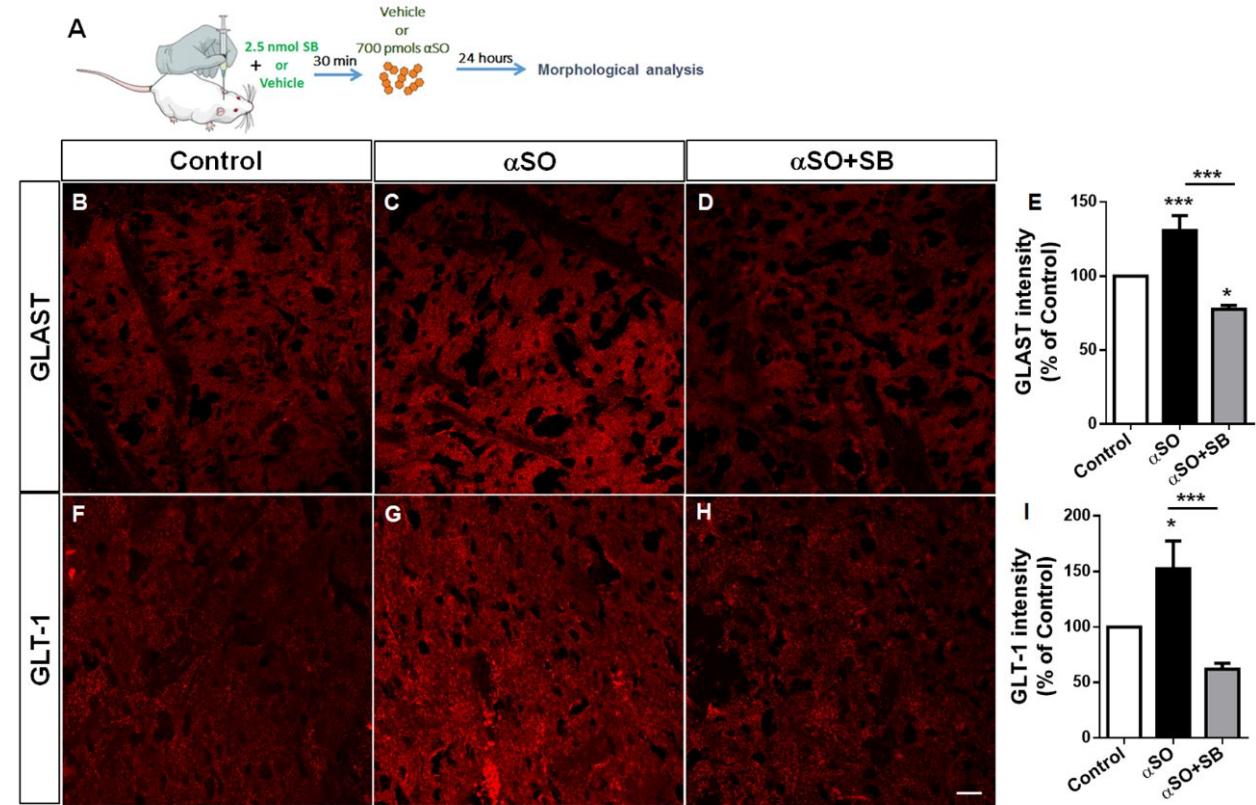 A
2.5 nmol SB
+ or
Vehicle
30 min
Vehicle
or
700 pmols αSO
24 hours
Morphological analysis
Control
αSO
αSO+SB
GLAST
B
C
D
E
GLAST intensity
(% of Control)
150
100
50
0
***
*
***
Control
αSO
αSO+SB
GLT-1
F
G
H
I
GLT-1 intensity
(% of Control)
200
150
100
50
0
*
***
Control
αSO
αSO+SB